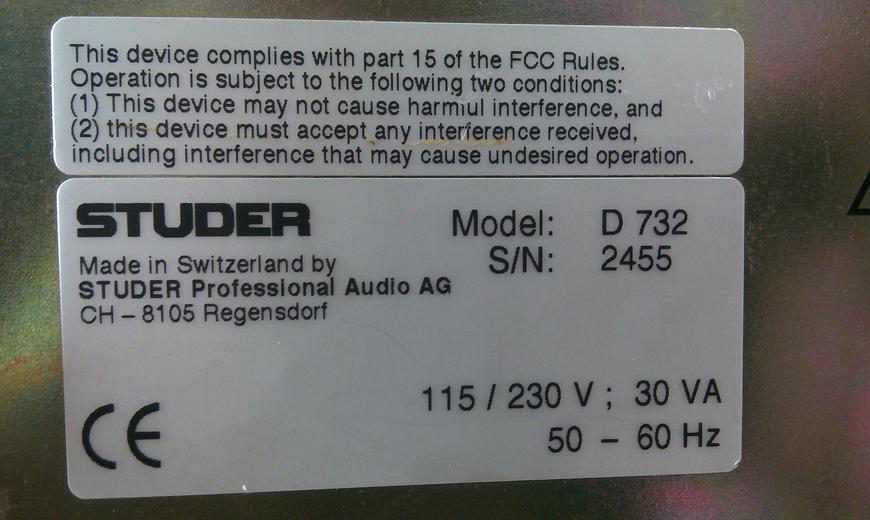 This device complies with part 15 of the FCC Rules.
Operation is subject to the following two conditions:
(1) This device may not cause harmful interference, and
(2) this device must accept any interference received,
including interference that may cause undesired operation.
STUDER
Model: D 732
S/N: 2455
Made in Switzerland by
STUDER Professional Audio AG
CH – 8105 Regensdorf
115 / 230 V ; 30 VA
CE
50 – 60 Hz